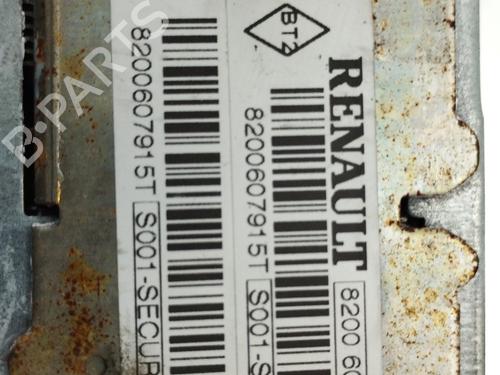 RENAULT
8200 60
BT2
8200607915T
S001-S
8200607915T
S001-SECUR
B-PARTS